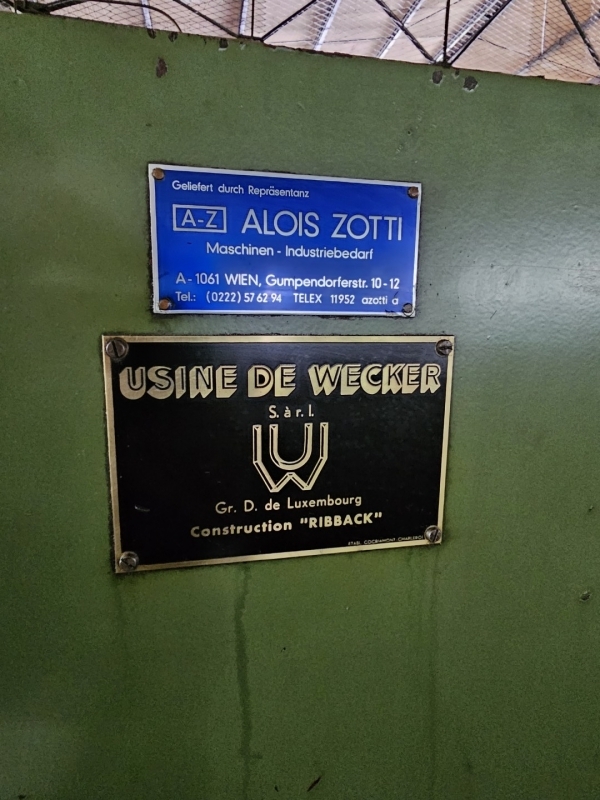 Geliefert durch Repräsentanz
A-Z ALOIS ZOTTI
Maschinen - Industriebedarf
A-1061 WIEN, Gumpendorferstr. 10-12
Tel.: (0222) 57 62 94 TELEX 11952 azotti a
USINE DE WECKER
S. à r. l.
UW
Gr. D. de Luxembourg
Construction "RIBBACK"